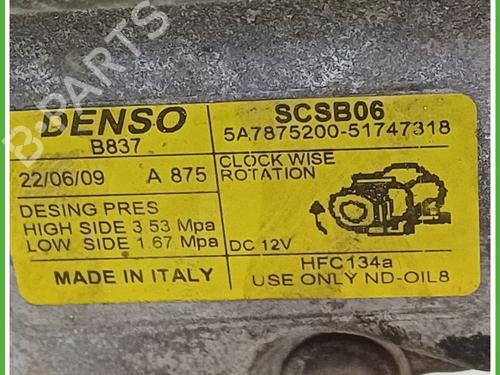 B-PARTS
DENSO
B837
SCSB06
5A7875200-51747318
22/06/09 A 875
CLOCK WISE
ROTATION
DESING PRES
HIGH SIDE 3 53 Mpa
LOW SIDE 1 67 Mpa
DC 12V
MADE IN ITALY
HFC134a
USE ONLY ND-OIL8